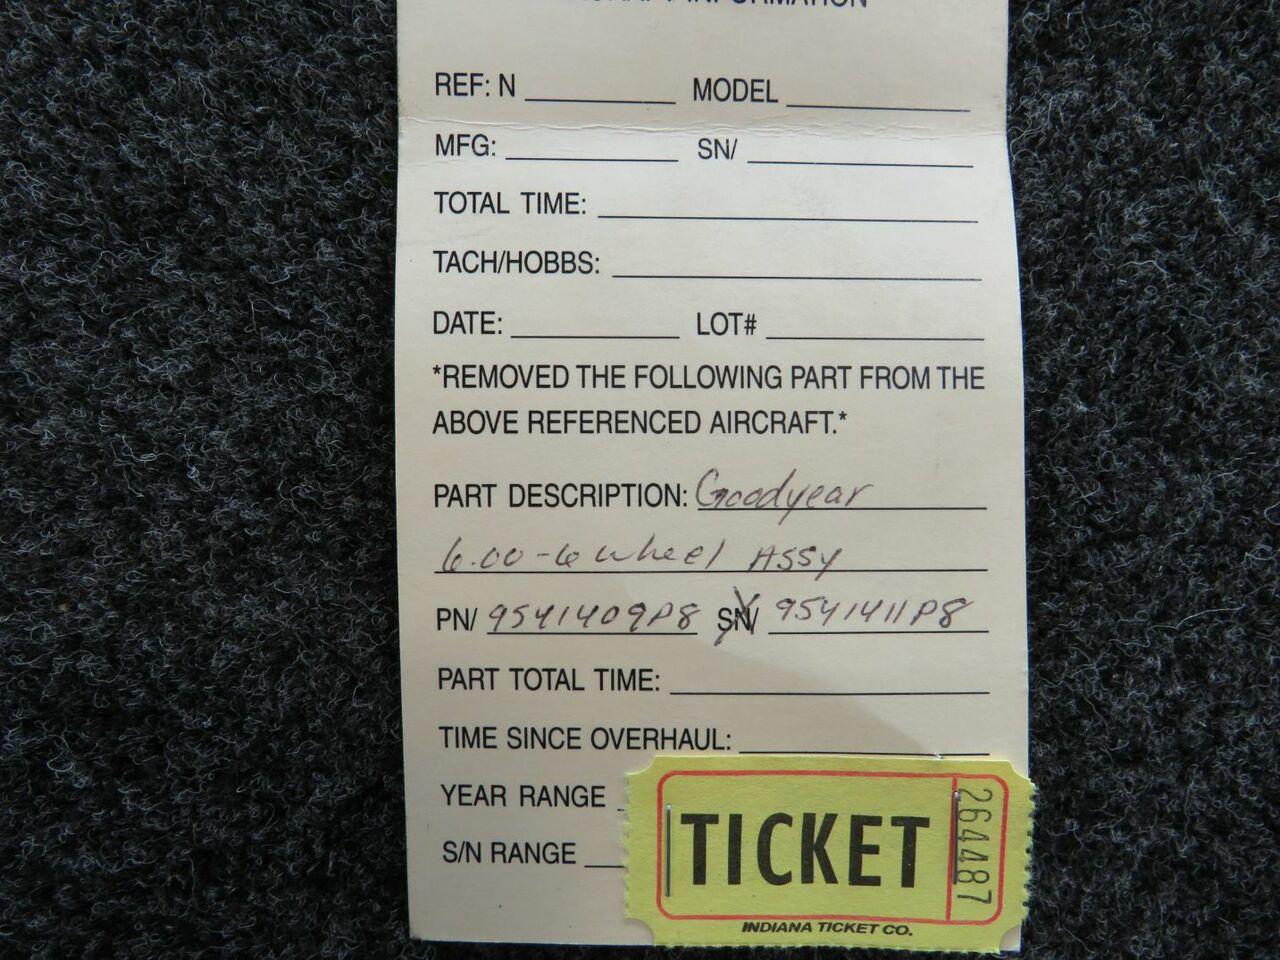 INFORMATION
REF: N MODEL
MFG: SN/
TOTAL TIME:
TACH/HOBBS:
DATE: LOT#
*REMOVED THE FOLLOWING PART FROM THE
ABOVE REFERENCED AIRCRAFT.*
PART DESCRIPTION: Goodyear
6.00-6 wheel ASSY
PN/ 9541409P8 SN/ 9541411P8
PART TOTAL TIME:
TIME SINCE OVERHAUL:
YEAR RANGE
S/N RANGE
TICKET
264487
INDIANA TICKET CO.